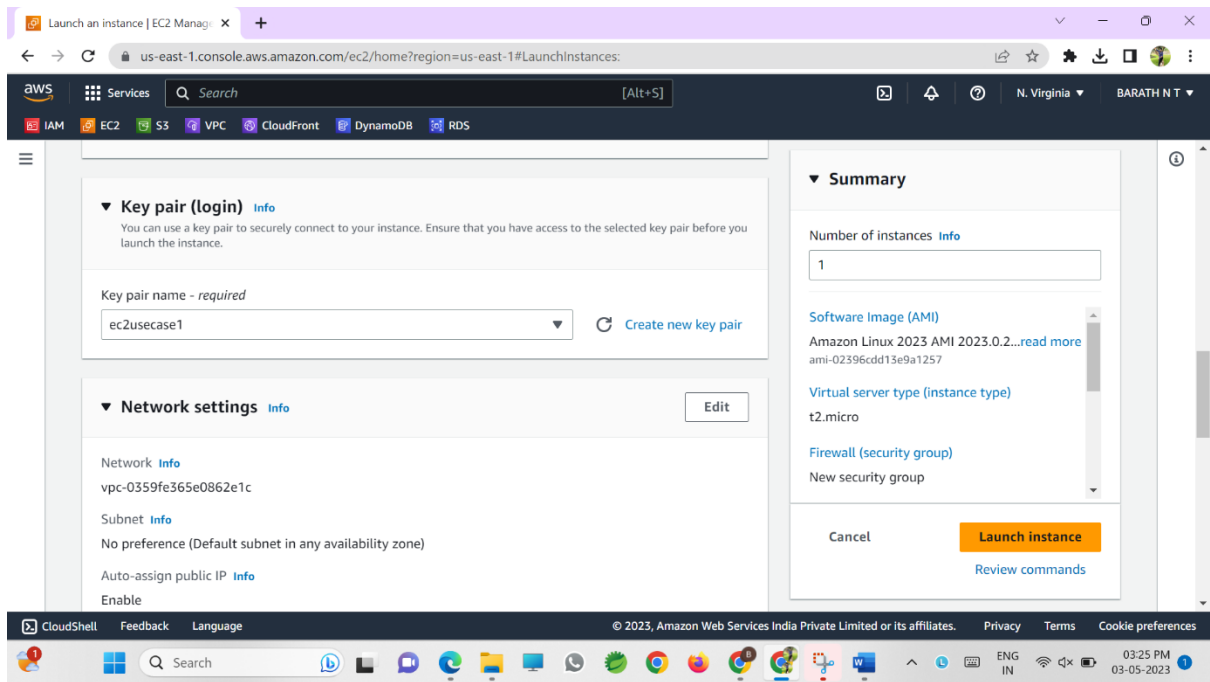 Launch an instance | EC2 Manage
us-east-1.console.aws.amazon.com/ec2/home?region=us-east-1#LaunchInstances:
aws
Services
Search
[Alt+S]
N. Virginia
BARATH N T
IAM
EC2
S3
VPC
CloudFront
DynamoDB
RDS
Key pair (login) Info
You can use a key pair to securely connect to your instance. Ensure that you have access to the selected key pair before you
launch the instance.
Key pair name - required
ec2usecase1
Create new key pair
Network settings Info
Edit
Network Info
vpc-0359fe365e0862e1c
Subnet Info
No preference (Default subnet in any availability zone)
Auto-assign public IP Info
Enable
Summary
Number of instances Info
1
Software Image (AMI)
Amazon Linux 2023 AMI 2023.0.2...read more
ami-02396cdd13e9a1257
Virtual server type (instance type)
t2.micro
Firewall (security group)
New security group
Cancel
Launch instance
Review commands
CloudShell
Feedback
Language
© 2023, Amazon Web Services India Private Limited or its affiliates.
Privacy
Terms
Cookie preferences
1
Search
B
ENG
IN
03:25 PM
03-05-2023
1